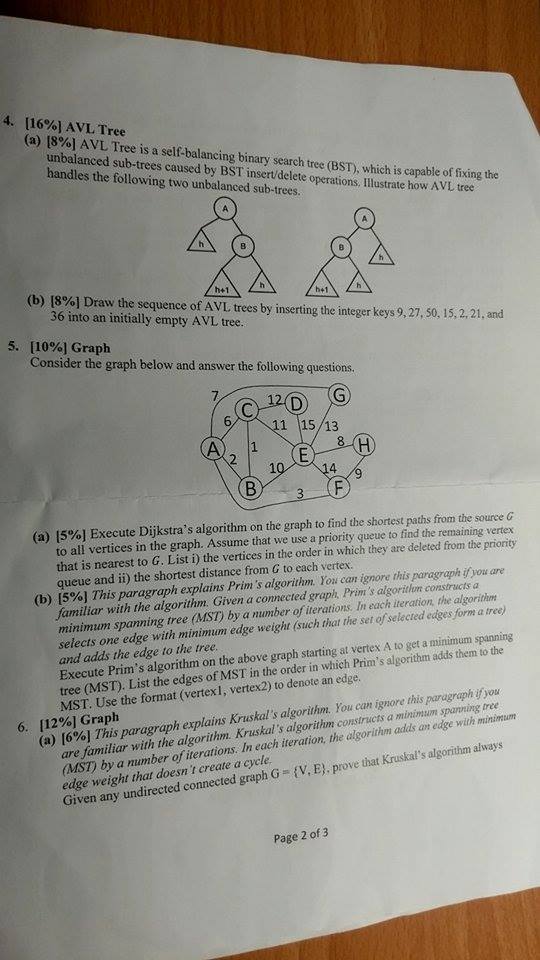 4. [16%] AVL Tree
(a) [8%] AVL Tree is a self-balancing binary search tree (BST), which is capable of fixing the
unbalanced sub-trees caused by BST insert/delete operations. Illustrate how AVL tree
handles the following two unbalanced sub-trees.
A A
h B B h
h+1 h h+1 h
(b) [8%] Draw the sequence of AVL trees by inserting the integer keys 9, 27, 50, 15, 2, 21, and
36 into an initially empty AVL tree.
5. [10%] Graph
Consider the graph below and answer the following questions.
7 12 D G
6 C
11 15 13
A 1 8 H
2 E
10 14 9
B 3 F
(a) [5%] Execute Dijkstra's algorithm on the graph to find the shortest paths from the source G
to all vertices in the graph. Assume that we use a priority queue to find the remaining vertex
that is nearest to G. List i) the vertices in the order in which they are deleted from the priority
queue and ii) the shortest distance from G to each vertex.
(b) [5%] This paragraph explains Prim's algorithm. You can ignore this paragraph if you are
familiar with the algorithm. Given a connected graph, Prim's algorithm constructs a
minimum spanning tree (MST) by a number of iterations. In each iteration, the algorithm
selects one edge with minimum edge weight (such that the set of selected edges form a tree)
and adds the edge to the tree.
Execute Prim's algorithm on the above graph starting at vertex A to get a minimum spanning
tree (MST). List the edges of MST in the order in which Prim's algorithm adds them to the
MST. Use the format (vertex1, vertex2) to denote an edge.
6. [12%] Graph
(a) [6%] This paragraph explains Kruskal's algorithm. You can ignore this paragraph if you
are familiar with the algorithm. Kruskal's algorithm constructs a minimum spanning tree
(MST) by a number of iterations. In each iteration, the algorithm adds an edge with minimum
edge weight that doesn't create a cycle.
Given any undirected connected graph G = {V, E}, prove that Kruskal's algorithm always
Page 2 of 3